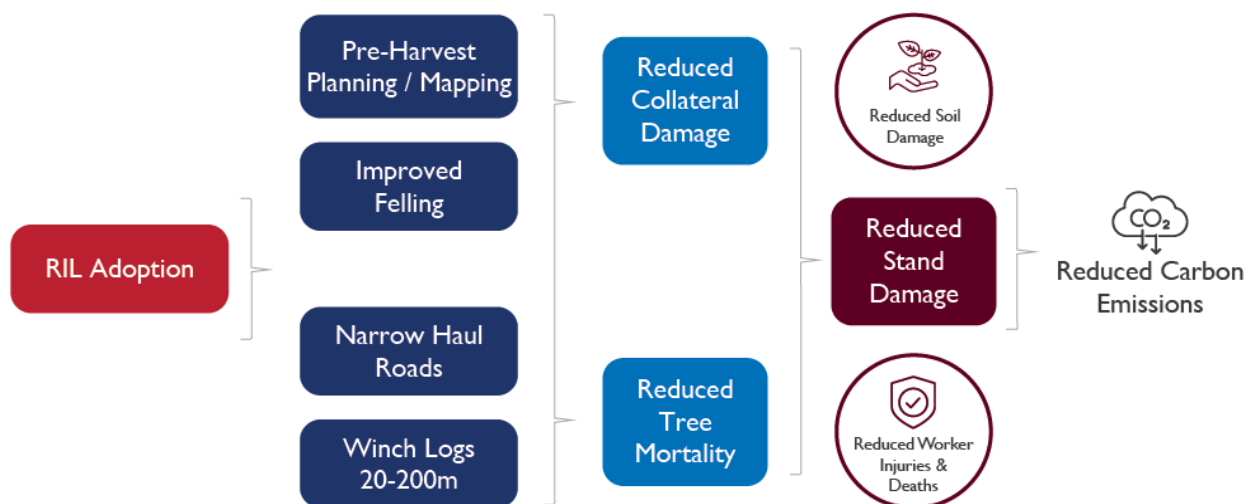 RIL Adoption
Pre-Harvest
Planning / Mapping
Improved
Felling
Narrow Haul
Roads
Winch Logs
20-200m
Reduced
Collateral
Damage
Reduced
Tree
Mortality
Reduced Soil
Damage
Reduced
Stand
Damage
Reduced Worker
Injuries &
Deaths
CO₂
Reduced Carbon
Emissions